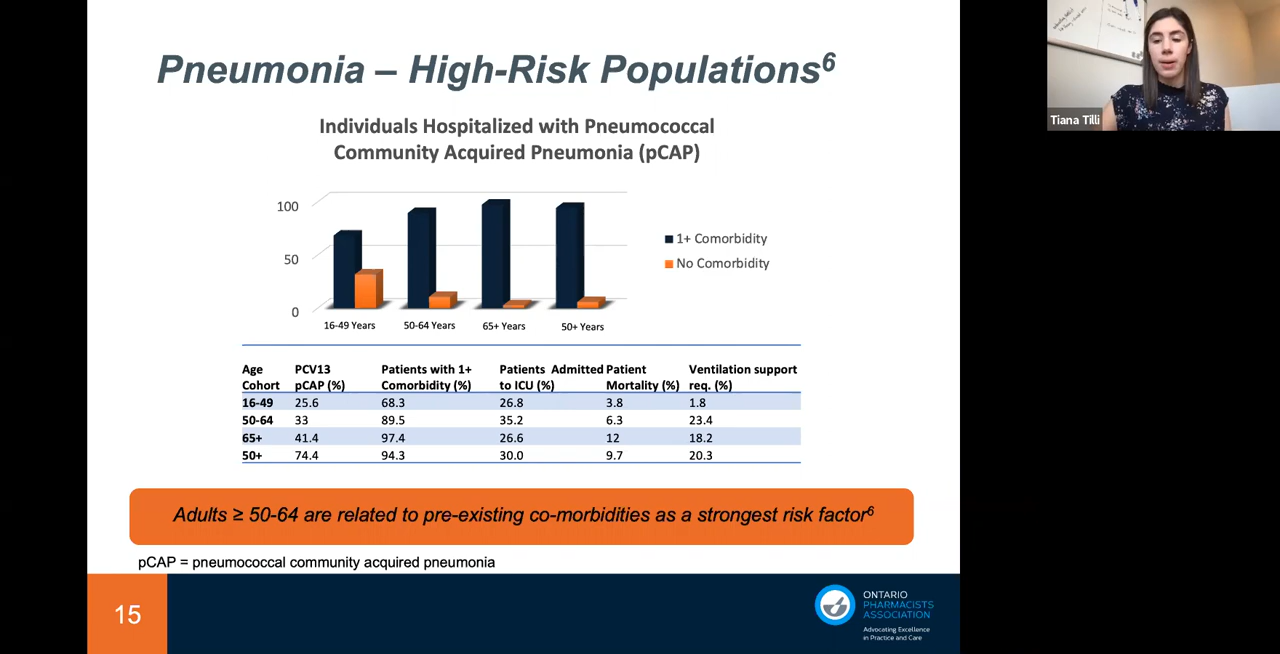 Pneumonia – High-Risk Populations6
Individuals Hospitalized with Pneumococcal
Community Acquired Pneumonia (pCAP)
100
50
0
16-49 Years 50-64 Years 65+ Years 50+ Years
1+ Comorbidity
No Comorbidity
Age PCV13 Patients with 1+ Patients Admitted Patient Ventilation support
Cohort pCAP (%) Comorbidity (%) to ICU (%) Mortality (%) req. (%)
16-49 25.6 68.3 26.8 3.8 1.8
50-64 33 89.5 35.2 6.3 23.4
65+ 41.4 97.4 26.6 12 18.2
50+ 74.4 94.3 30.0 9.7 20.3
Adults ≥ 50-64 are related to pre-existing co-morbidities as a strongest risk factor6
pCAP = pneumococcal community acquired pneumonia
15
ONTARIO
PHARMACISTS
ASSOCIATION
Advocating Excellence
in Practice and Care
Tiana Tilli